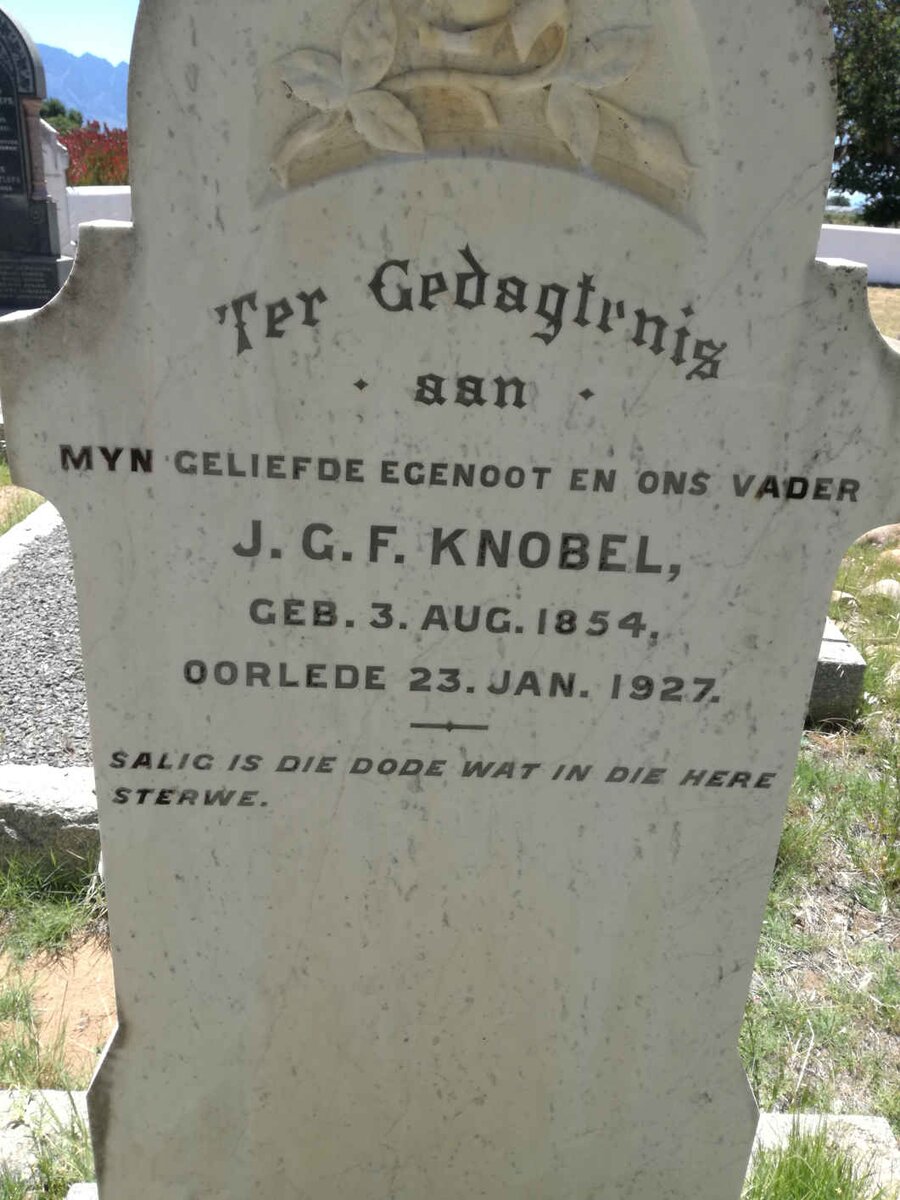 Ter Gedagtrnis
· aan ·
MYN GELIEFDE EGENOOT EN ONS VADER
J. G. F. KNOBEL,
GEB. 3. AUG. 1854,
OORLEDE 23. JAN. 1927.
SALIG IS DIE DODE WAT IN DIE HERE
STERWE.